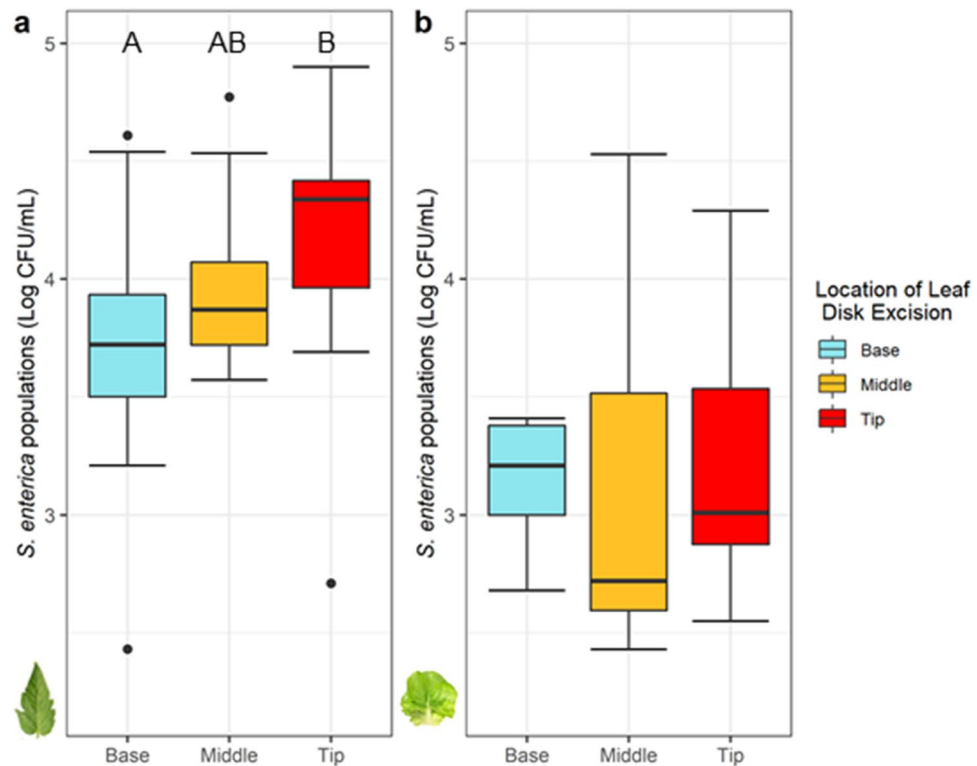 a
A AB B
5
4
3
S. enterica populations (Log CFU/mL)
Base Middle Tip
b
5
4
3
S. enterica populations (Log CFU/mL)
Base Middle Tip
Location of Leaf
Disk Excision
Base
Middle
Tip